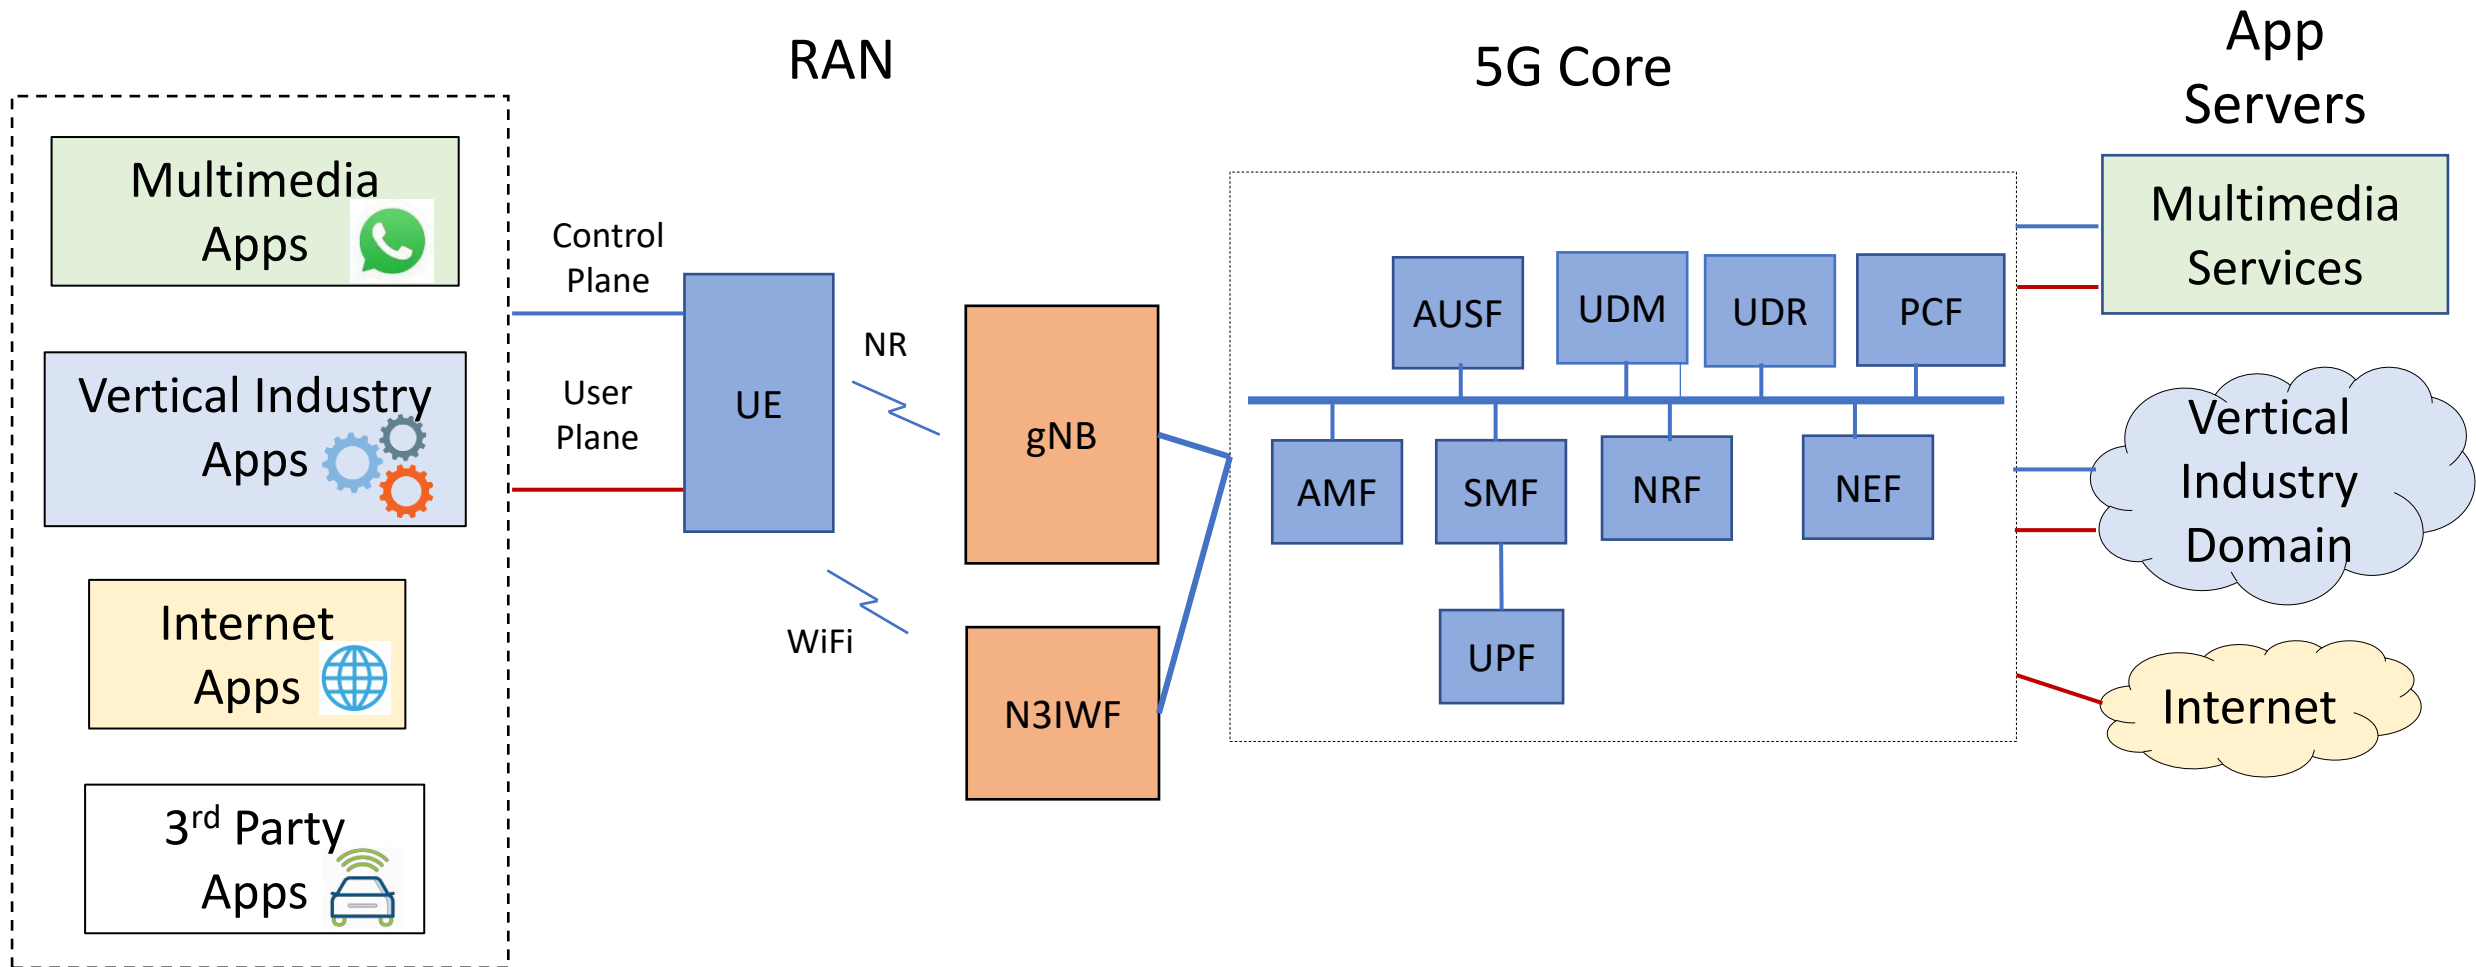 RAN
5G Core
App
Servers
Multimedia
Apps
Vertical Industry
Apps
Internet
Apps
3rd Party
Apps
Control
Plane
User
Plane
UE
NR
WiFi
gNB
N3IWF
AUSF
UDM
UDR
PCF
AMF
SMF
NRF
NEF
UPF
Multimedia
Services
Vertical
Industry
Domain
Internet